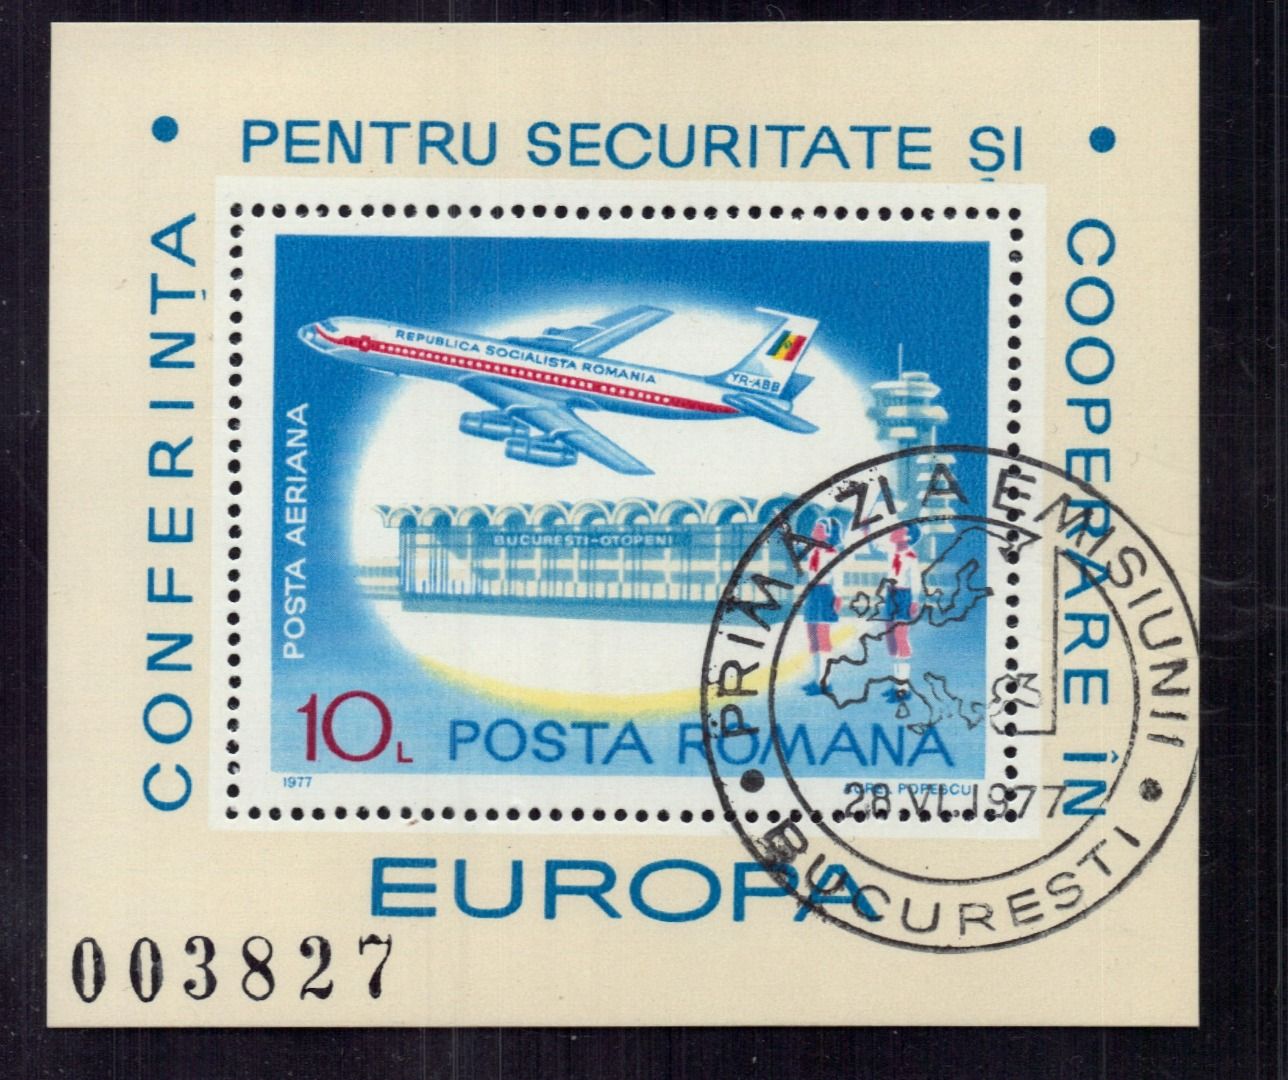 CONFERINȚA
PENTRU SECURITATE ȘI
COOPERARE ÎN
EUROPA
REPUBLICA SOCIALISTA ROMANIA
YR-ABB
POSTA AERIANA
BUCURESTI-OTOPENI
10L
POSTA ROMANA
1977
AUREL POPESCU
PRIMA ZI A EMISIUNII
28.VI.1977
BUCURESTI
003827